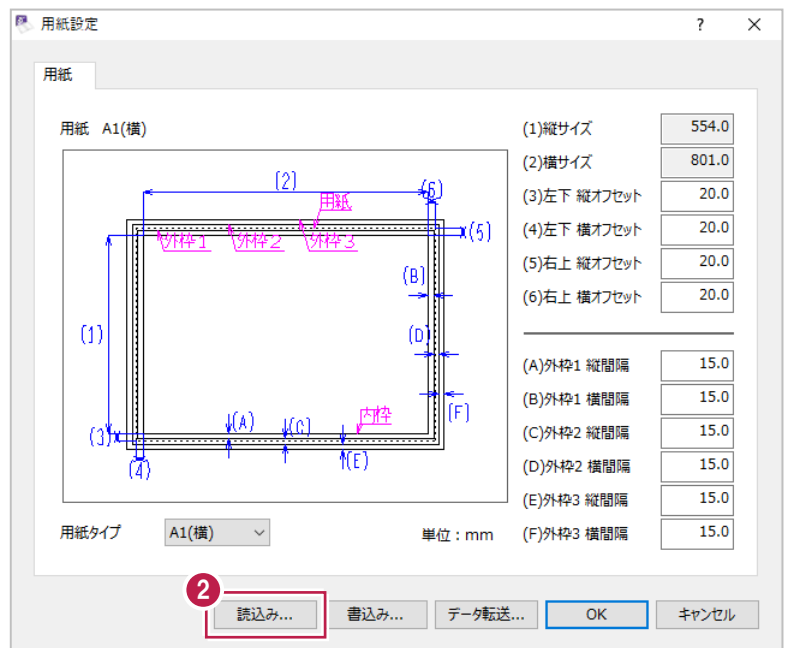 用紙設定
?
×
用紙
用紙 A1(横)
(2)
(6)
用紙
外枠1
外枠2
外枠3
(5)
(B)
(1)
(D)
内枠
(F)
(A)
(C)
(3)
(4)
(E)
用紙タイプ
A1(横)
単位：mm
(1)縦サイズ 554.0
(2)横サイズ 801.0
(3)左下 縦オフセット 20.0
(4)左下 横オフセット 20.0
(5)右上 縦オフセット 20.0
(6)右上 横オフセット 20.0
(A)外枠1 縦間隔 15.0
(B)外枠1 横間隔 15.0
(C)外枠2 縦間隔 15.0
(D)外枠2 横間隔 15.0
(E)外枠3 縦間隔 15.0
(F)外枠3 横間隔 15.0
2
読込み...
書込み...
データ転送...
OK
キャンセル